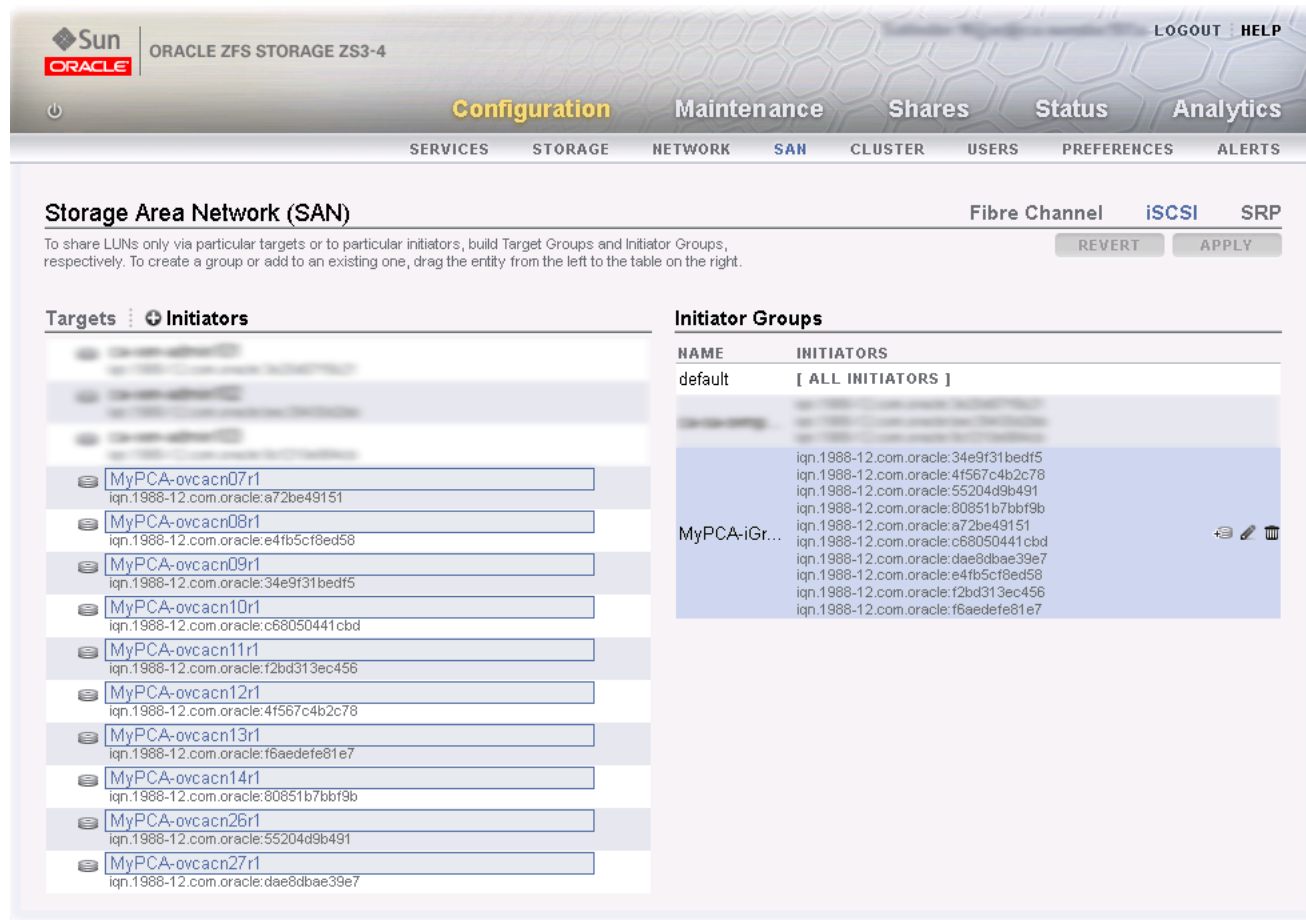 Sun
ORACLE
ORACLE ZFS STORAGE ZS3-4
LOGOUT HELP
Configuration Maintenance Shares Status Analytics
SERVICES STORAGE NETWORK SAN CLUSTER USERS PREFERENCES ALERTS
Storage Area Network (SAN)
Fibre Channel iSCSI SRP
To share LUNs only via particular targets or to particular initiators, build Target Groups and Initiator Groups,
respectively. To create a group or add to an existing one, drag the entity from the left to the table on the right.
REVERT APPLY
Targets Initiators
MyPCA-ovcacn07r1
iqn.1988-12.com.oracle:a72be49151
MyPCA-ovcacn08r1
iqn.1988-12.com.oracle:e4fb5cf8ed58
MyPCA-ovcacn09r1
iqn.1988-12.com.oracle:34e9f31bedf5
MyPCA-ovcacn10r1
iqn.1988-12.com.oracle:c68050441cbd
MyPCA-ovcacn11r1
iqn.1988-12.com.oracle:f2bd313ec456
MyPCA-ovcacn12r1
iqn.1988-12.com.oracle:4f567c4b2c78
MyPCA-ovcacn13r1
iqn.1988-12.com.oracle:f6aedefe81e7
MyPCA-ovcacn14r1
iqn.1988-12.com.oracle:80851b7bbf9b
MyPCA-ovcacn26r1
iqn.1988-12.com.oracle:55204d9b491
MyPCA-ovcacn27r1
iqn.1988-12.com.oracle:dae8dbae39e7
Initiator Groups
NAME INITIATORS
default [ ALL INITIATORS ]
MyPCA-iGr...
iqn.1988-12.com.oracle:34e9f31bedf5
iqn.1988-12.com.oracle:4f567c4b2c78
iqn.1988-12.com.oracle:55204d9b491
iqn.1988-12.com.oracle:80851b7bbf9b
iqn.1988-12.com.oracle:a72be49151
iqn.1988-12.com.oracle:c68050441cbd
iqn.1988-12.com.oracle:dae8dbae39e7
iqn.1988-12.com.oracle:e4fb5cf8ed58
iqn.1988-12.com.oracle:f2bd313ec456
iqn.1988-12.com.oracle:f6aedefe81e7